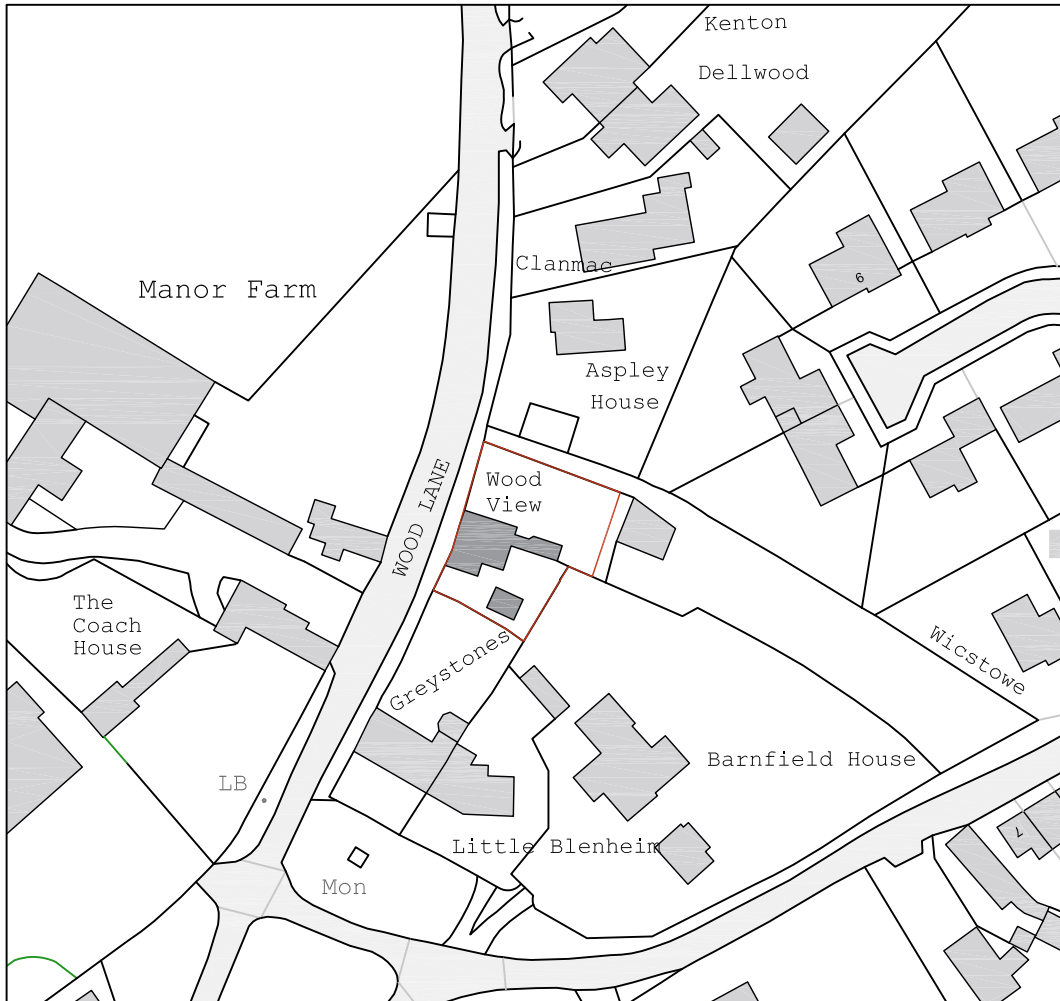 Kenton
Dellwood
Clanmac
6
Manor Farm
Aspley
House
WOOD LANE
Wood
View
The
Coach
House
Greystones
Wicstowe
Barnfield House
LB
Little Blenheim
7
Mon